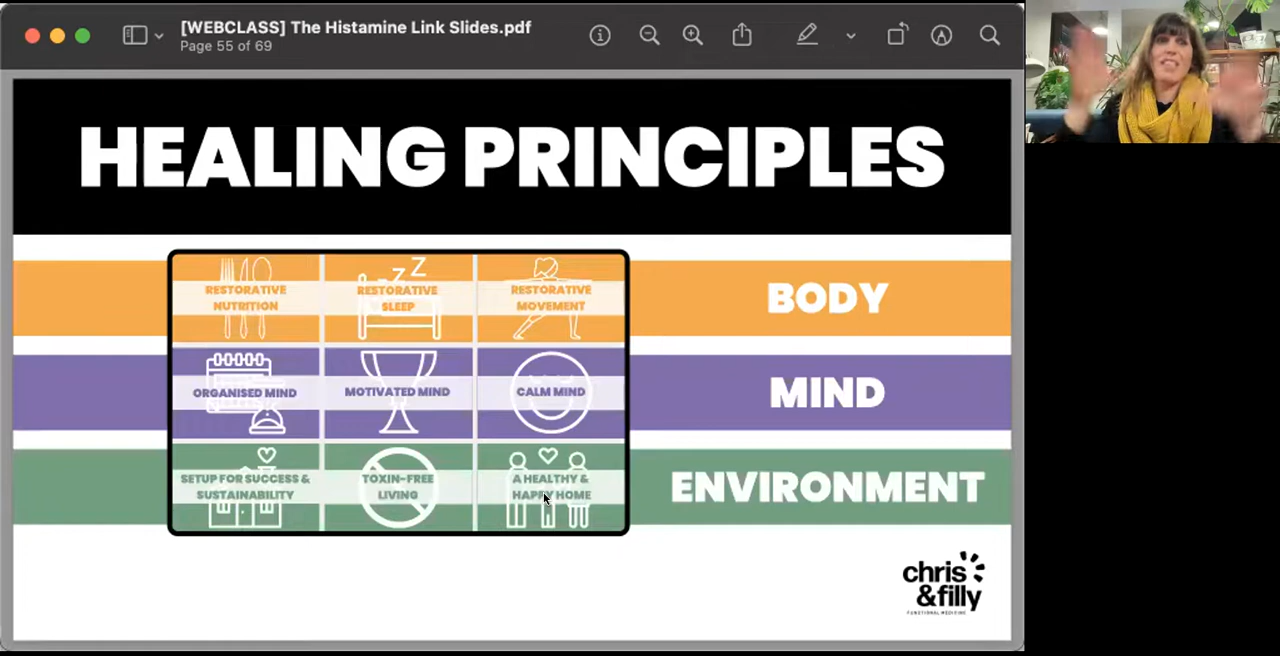 [WEBCLASS] The Histamine Link Slides.pdf
Page 55 of 69
HEALING PRINCIPLES
RESTORATIVE
NUTRITION
Z Z
RESTORATIVE
SLEEP
RESTORATIVE
MOVEMENT
BODY
ORGANISED MIND
MOTIVATED MIND
CALM MIND
MIND
SETUP FOR SUCCESS &
SUSTAINABILITY
TOXIN-FREE
LIVING
A HEALTHY &
HAPPY HOME
ENVIRONMENT
chris
&filly
FUNCTIONAL MEDICINE